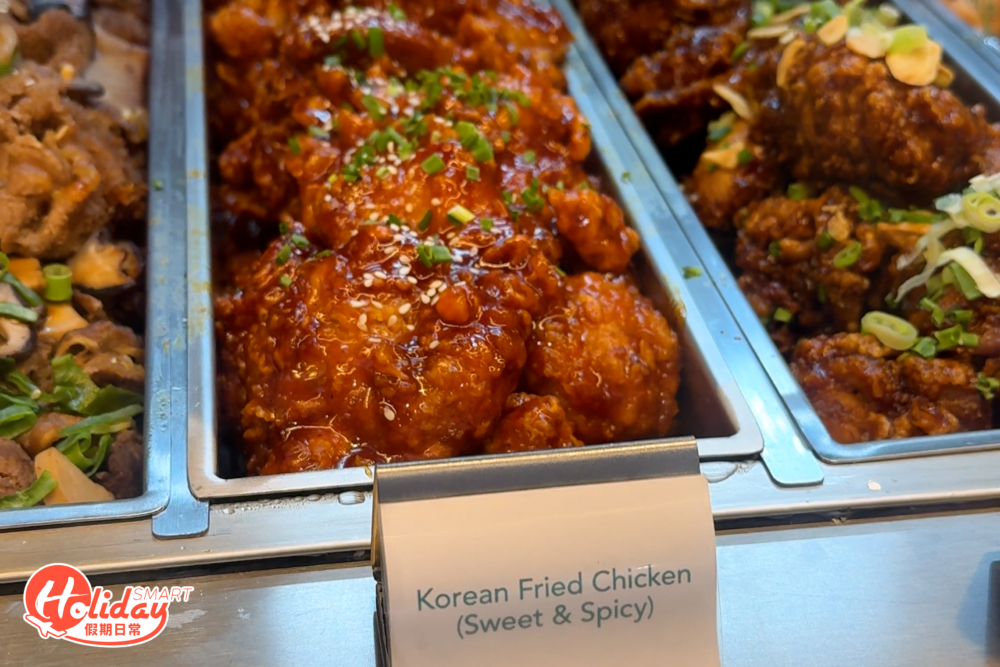 Korean Fried Chicken
(Sweet & Spicy)
Holiday SMART
假期日常